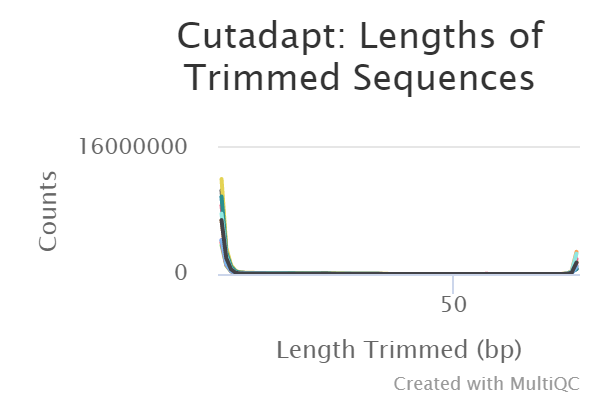 Cutadapt: Lengths of
Trimmed Sequences
16000000
Counts
0
50
Length Trimmed (bp)
Created with MultiQC